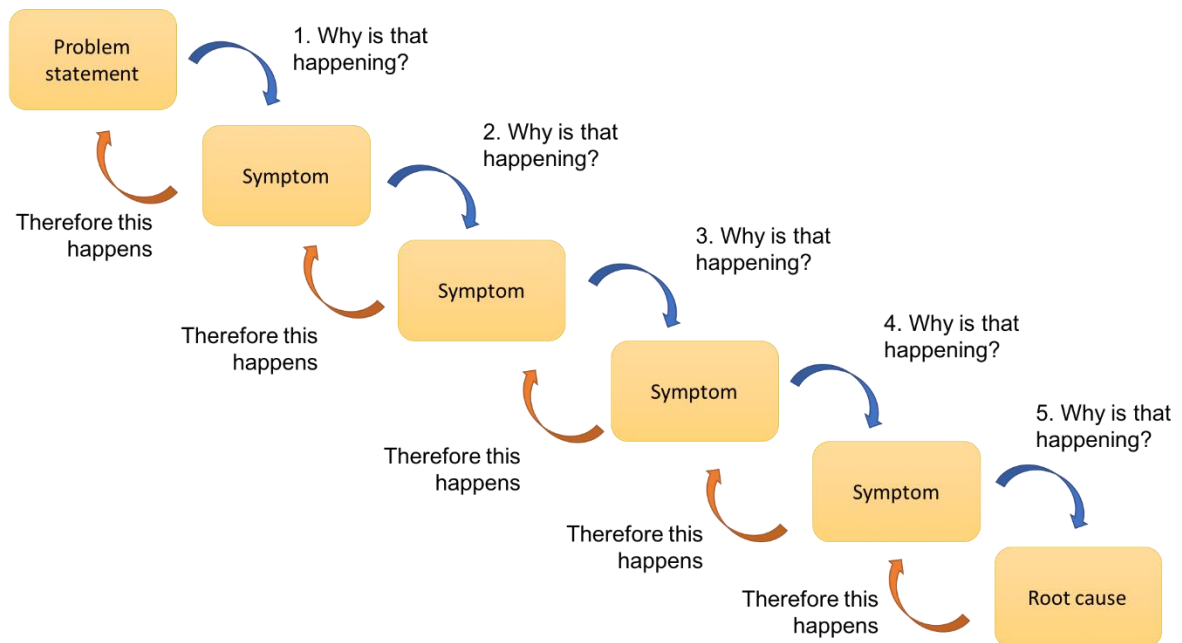 Problem
statement
1. Why is that
happening?
Symptom
2. Why is that
happening?
Therefore this
happens
Symptom
3. Why is that
happening?
Therefore this
happens
Symptom
4. Why is that
happening?
Therefore this
happens
Symptom
5. Why is that
happening?
Therefore this
happens
Root cause
Therefore this
happens